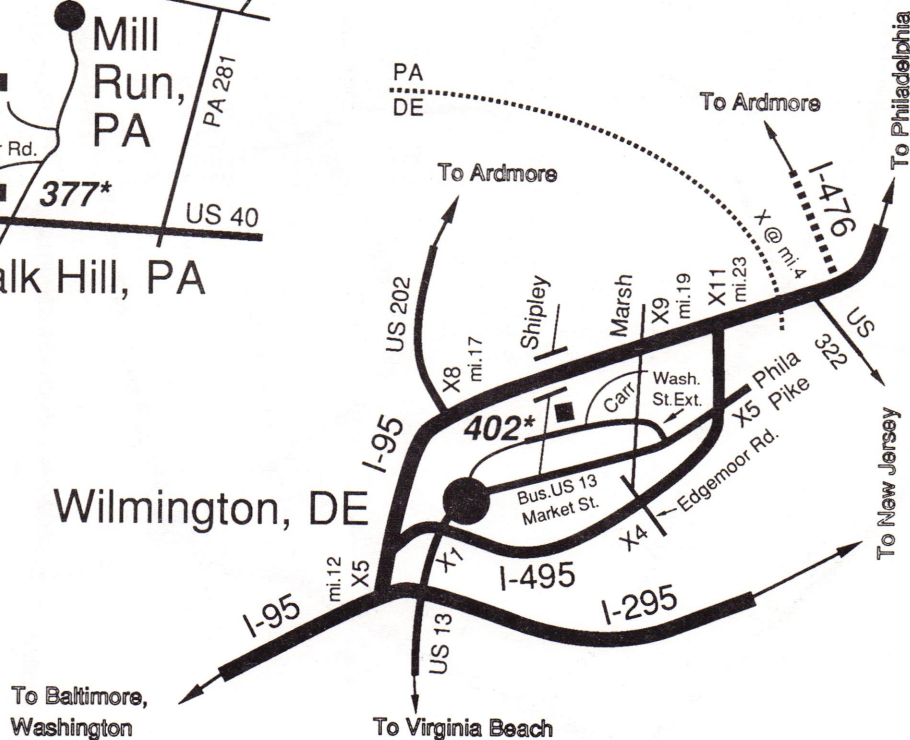 Mill
Run,
PA
PA 281
Rd.
377*
US 40
alk Hill, PA
PA
DE
To Ardmore
To Philadelphia
I-476
To Ardmore
X @ mi.4
US 202
Shipley
Marsh
X9
mi.19
X11
mi.23
US
322
X8
mi.17
Wash.
St.Ext.
Carr
Phila
Pike
X5
402*
I-95
Edgemoor Rd.
To New Jersey
Wilmington, DE
Bus.US 13
Market St.
X4
X1
mi.12
X5
I-495
I-295
I-95
US 13
To Baltimore,
Washington
To Virginia Beach